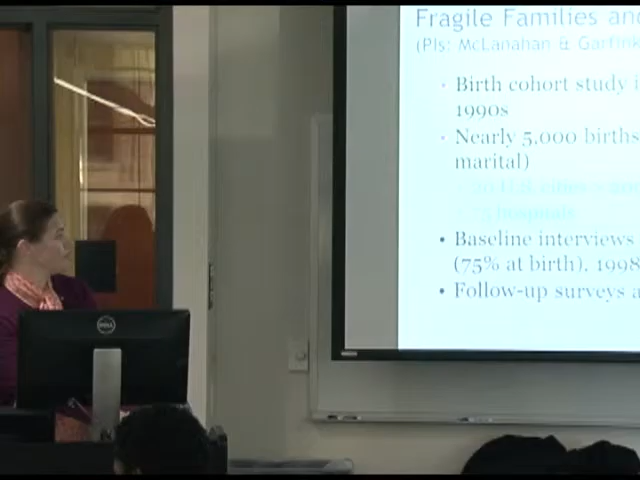 Fragile Families and
(PIs: McLanahan & Garfink
Birth cohort study i
1990s
Nearly 5,000 births
marital)
hospitals
• Baseline interviews
(75% at birth), 1998
• Follow-up surveys a
DELL